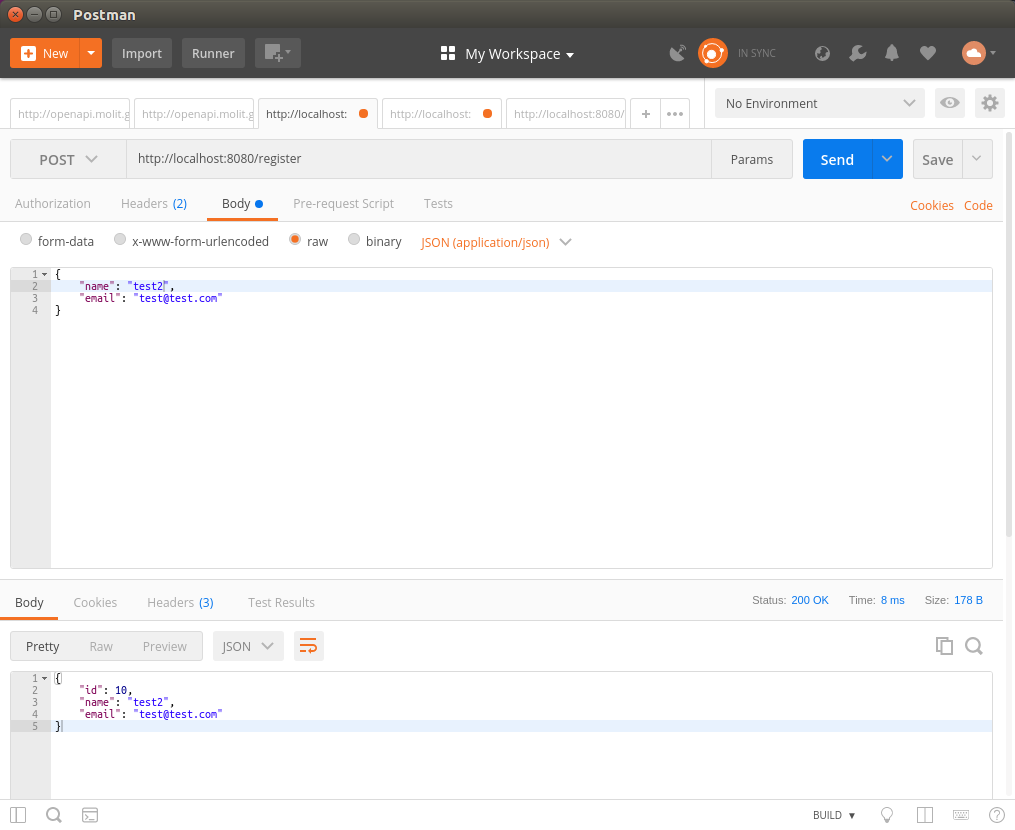 Postman
New
Import
Runner
My Workspace
IN SYNC
http://openapi.molit.g
http://openapi.molit.g
http://localhost:
http://localhost:
http://localhost:8080/
+
•••
No Environment
POST
http://localhost:8080/register
Params
Send
Save
Authorization
Headers (2)
Body
Pre-request Script
Tests
Cookies
Code
form-data
x-www-form-urlencoded
raw
binary
JSON (application/json)
1 {
2 "name": "test2",
3 "email": "test@test.com"
4 }
Body
Cookies
Headers (3)
Test Results
Status: 200 OK
Time: 8 ms
Size: 178 B
Pretty
Raw
Preview
JSON
1 {
2 "id": 10,
3 "name": "test2",
4 "email": "test@test.com"
5 }
BUILD